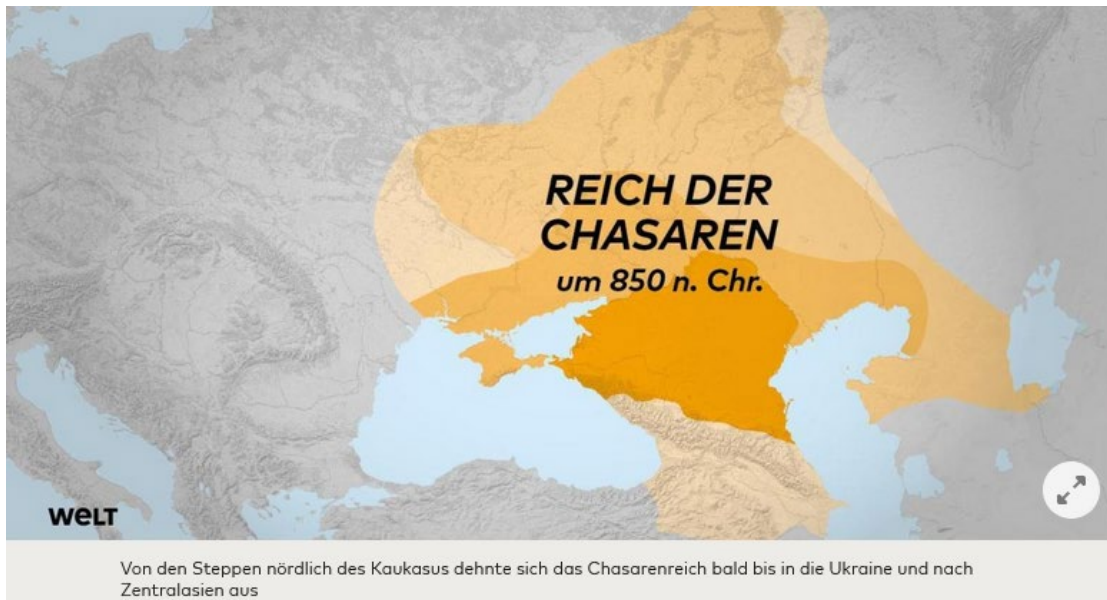 REICH DER
CHASAREN
um 850 n. Chr.
WELT
Von den Steppen nördlich des Kaukasus dehnte sich das Chasarenreich bald bis in die Ukraine und nach
Zentralasien aus